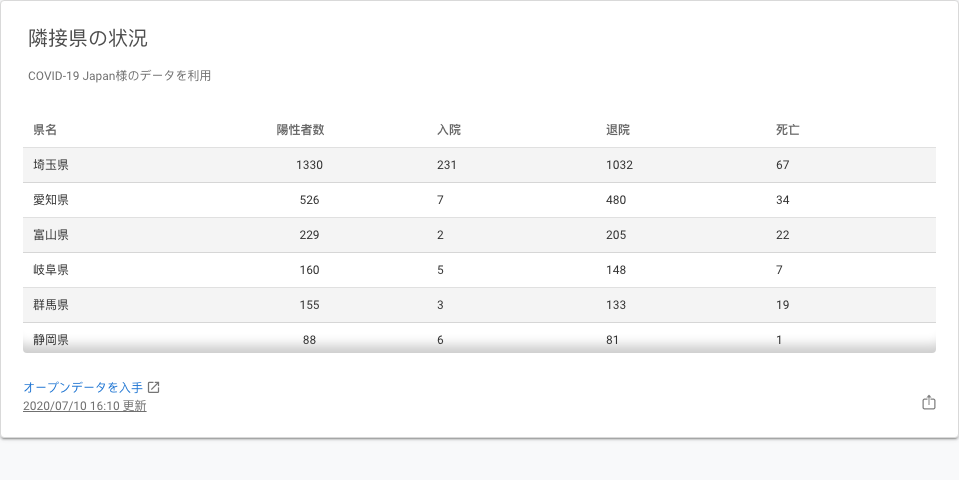 隣接県の状況
COVID-19 Japan様のデータを利用
県名 陽性者数 入院 退院 死亡
埼玉県 1330 231 1032 67
愛知県 526 7 480 34
富山県 229 2 205 22
岐阜県 160 5 148 7
群馬県 155 3 133 19
静岡県 88 6 81 1
オープンデータを入手
2020/07/10 16:10 更新